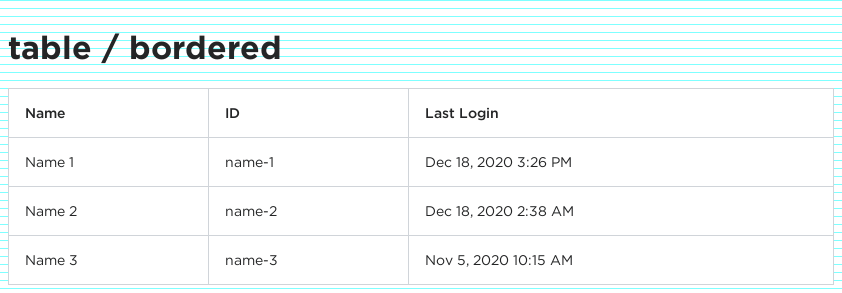 table / bordered
Name ID Last Login
Name 1 name-1 Dec 18, 2020 3:26 PM
Name 2 name-2 Dec 18, 2020 2:38 AM
Name 3 name-3 Nov 5, 2020 10:15 AM